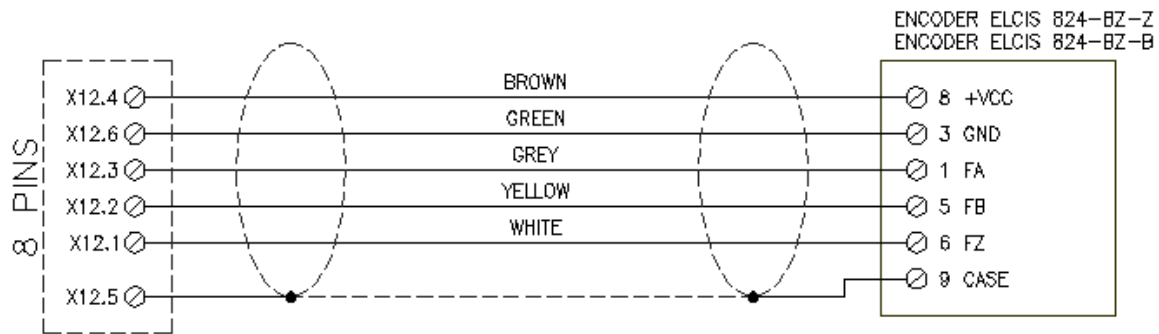 ENCODER ELCIS 824-BZ-Z
ENCODER ELCIS 824-BZ-B
8 PINS
X12.4 BROWN 8 +VCC
X12.6 GREEN 3 GND
X12.3 GREY 1 FA
X12.2 YELLOW 5 FB
X12.1 WHITE 6 FZ
X12.5 9 CASE